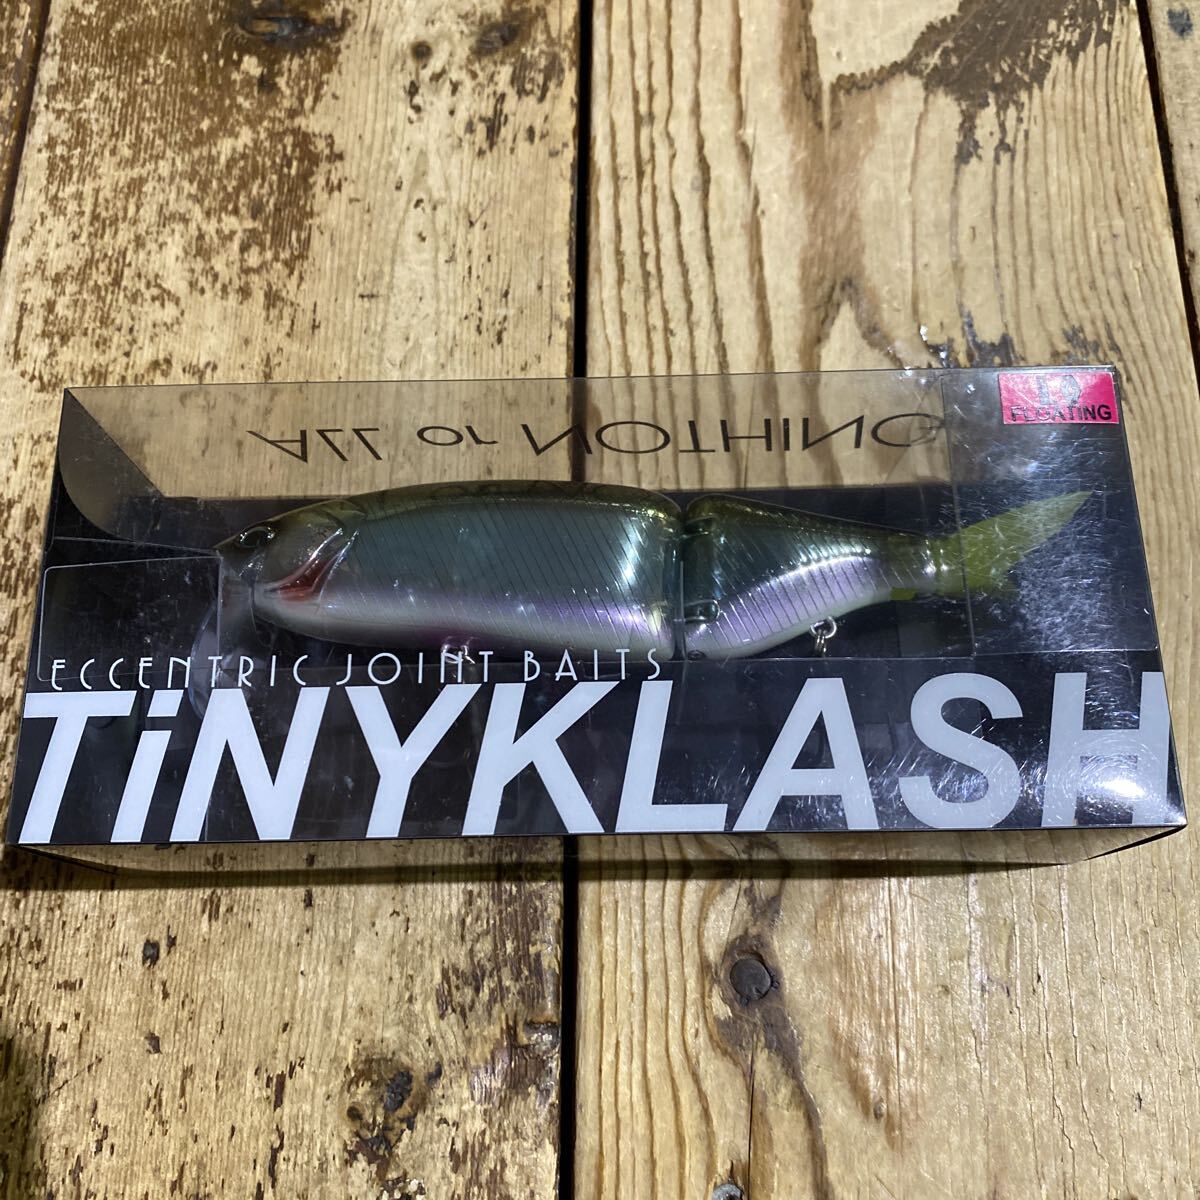 FLOATING
ALL or NOTHiNG
ECCENTRIC JOINT BAITS
TiNYKLASH